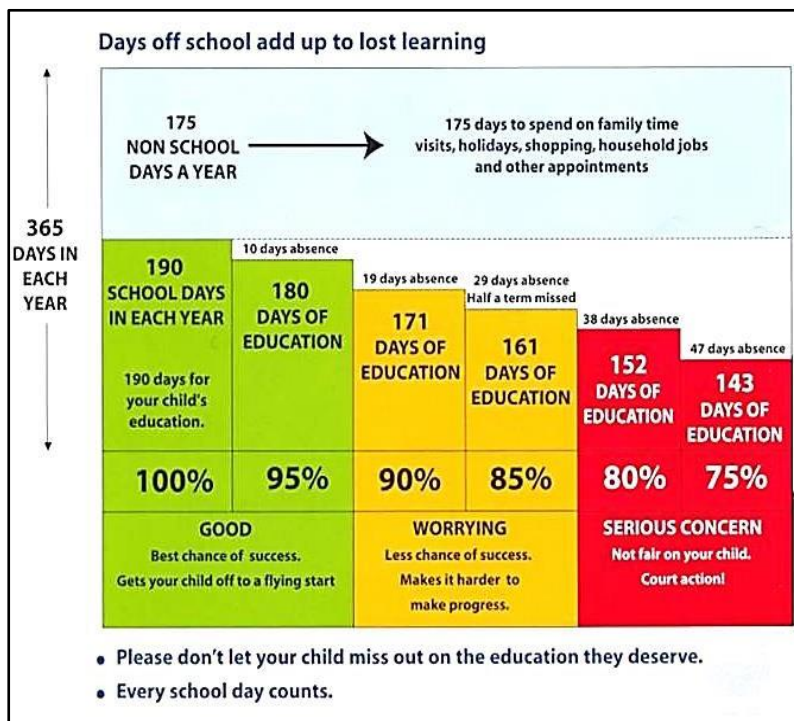 Days off school add up to lost learning
175
NON SCHOOL
DAYS A YEAR
175 days to spend on family time
visits, holidays, shopping, household jobs
and other appointments
365
DAYS IN
EACH
YEAR
190
SCHOOL DAYS
IN EACH YEAR
190 days for
your child's
education.
10 days absence
180
DAYS OF
EDUCATION
19 days absence
171
DAYS OF
EDUCATION
29 days absence
Half a term missed
161
DAYS OF
EDUCATION
38 days absence
152
DAYS OF
EDUCATION
47 days absence
143
DAYS OF
EDUCATION
100%
95%
90%
85%
80%
75%
GOOD
Best chance of success.
Gets your child off to a flying start
WORRYING
Less chance of success.
Makes it harder to
make progress.
SERIOUS CONCERN
Not fair on your child.
Court action!
• Please don't let your child miss out on the education they deserve.
• Every school day counts.